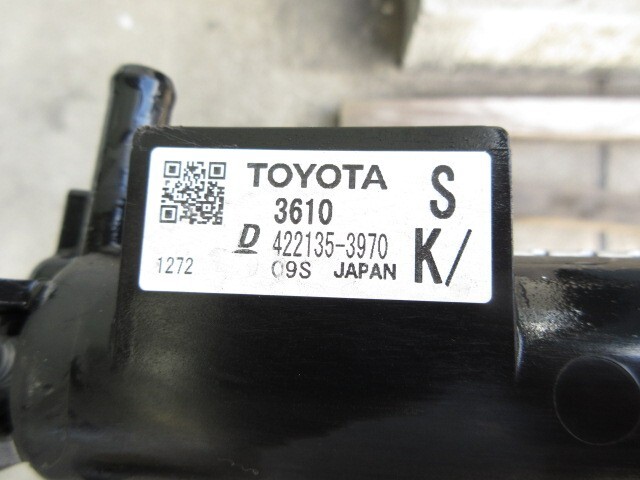 TOYOTA S
3610
D 422135-3970 K/
1272 09S JAPAN